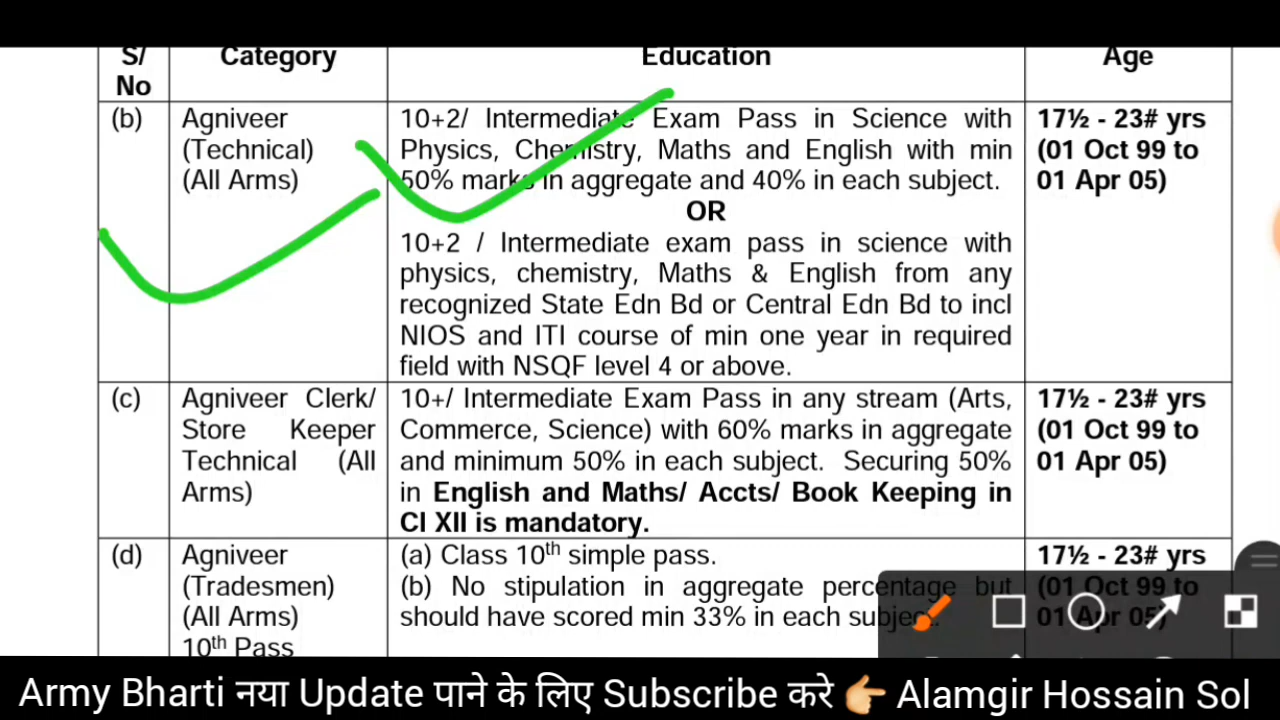 S/ Category Education Age
No
(b) Agniveer 10+2/ Intermediate Exam Pass in Science with 17½ - 23# yrs
(Technical) Physics, Chemistry, Maths and English with min (01 Oct 99 to
(All Arms) 50% marks in aggregate and 40% in each subject. 01 Apr 05)
OR
10+2 / Intermediate exam pass in science with
physics, chemistry, Maths & English from any
recognized State Edn Bd or Central Edn Bd to incl
NIOS and ITI course of min one year in required
field with NSQF level 4 or above.
(c) Agniveer Clerk/ 10+/ Intermediate Exam Pass in any stream (Arts, 17½ - 23# yrs
Store Keeper Commerce, Science) with 60% marks in aggregate (01 Oct 99 to
Technical (All and minimum 50% in each subject. Securing 50% 01 Apr 05)
Arms) in English and Maths/ Accts/ Book Keeping in
Cl XII is mandatory.
(d) Agniveer (a) Class 10th simple pass. 17½ - 23# yrs
(Tradesmen) (b) No stipulation in aggregate percentage but (01 Oct 99 to
(All Arms) should have scored min 33% in each subject. 01 Apr 05)
10th Pass
Army Bharti नया Update पाने के लिए Subscribe करे 👉 Alamgir Hossain Sol